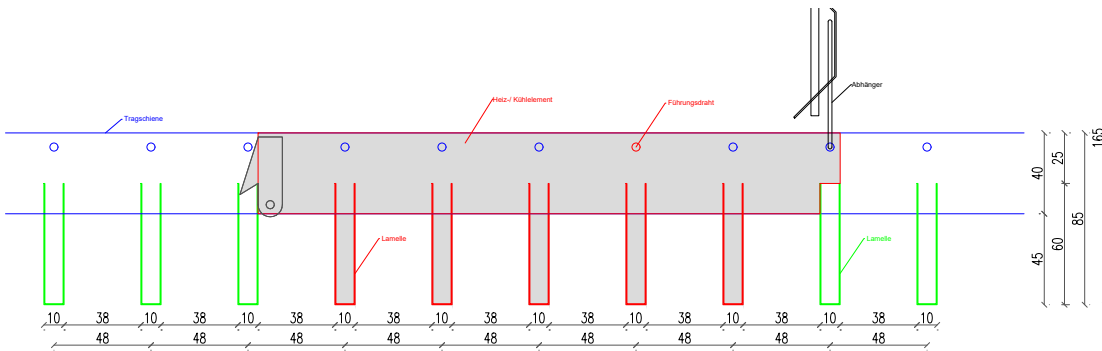 Abhänger
Heiz-/ Kühlelement
Führungsdraht
Tragschiene
165
25
40
85
60
45
Lamelle
Lamelle
10 38 10 38 10 38 10 38 10 38 10 38 10 38 10 38 10 38 10
48 48 48 48 48 48 48 48 48